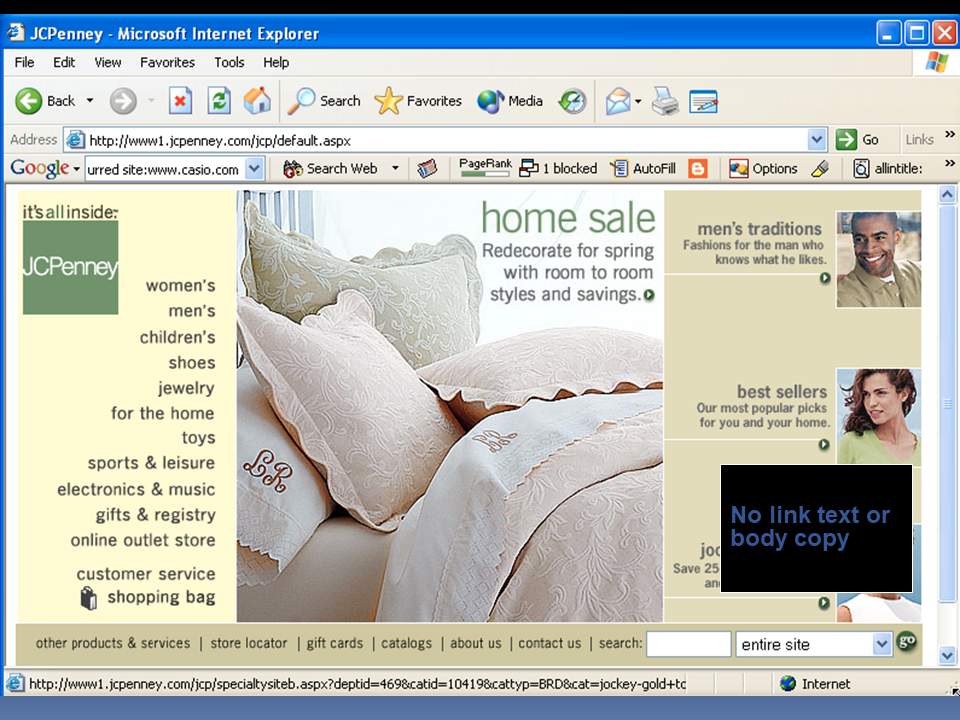 JCPenney - Microsoft Internet Explorer
File Edit View Favorites Tools Help
Back Search Favorites Media
Address http://www1.jcpenney.com/jcp/default.aspx Go Links »
Google urred site:www.casio.com Search Web PageRank 1 blocked AutoFill Options allintitle: »
it's all inside.
JCPenney
women's
men's
children's
shoes
jewelry
for the home
toys
sports & leisure
electronics & music
gifts & registry
online outlet store
customer service
shopping bag
home sale
Redecorate for spring
with room to room
styles and savings.
LR
LR
men's traditions
Fashions for the man who
knows what he likes.
best sellers
Our most popular picks
for you and your home.
No link text or
body copy
Save 25
other products & services | store locator | gift cards | catalogs | about us | contact us | search: entire site go
http://www1.jcpenney.com/jcp/specialtysiteb.aspx?deptid=469&catid=10419&cattyp=BRD&cat=jockey-gold+to Internet